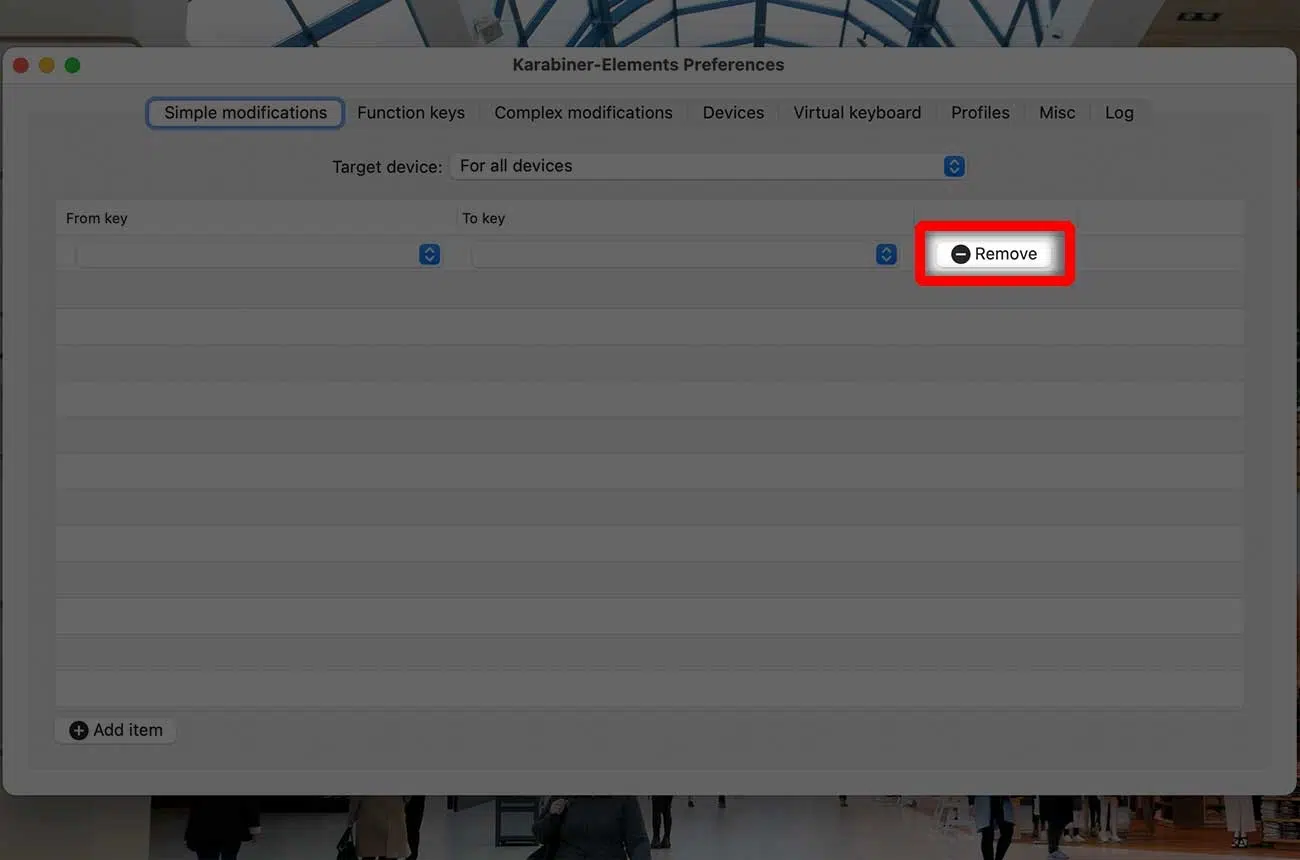 Karabiner-Elements Preferences
Simple modifications Function keys Complex modifications Devices Virtual keyboard Profiles Misc Log
Target device: For all devices
From key To key
Remove
Add item